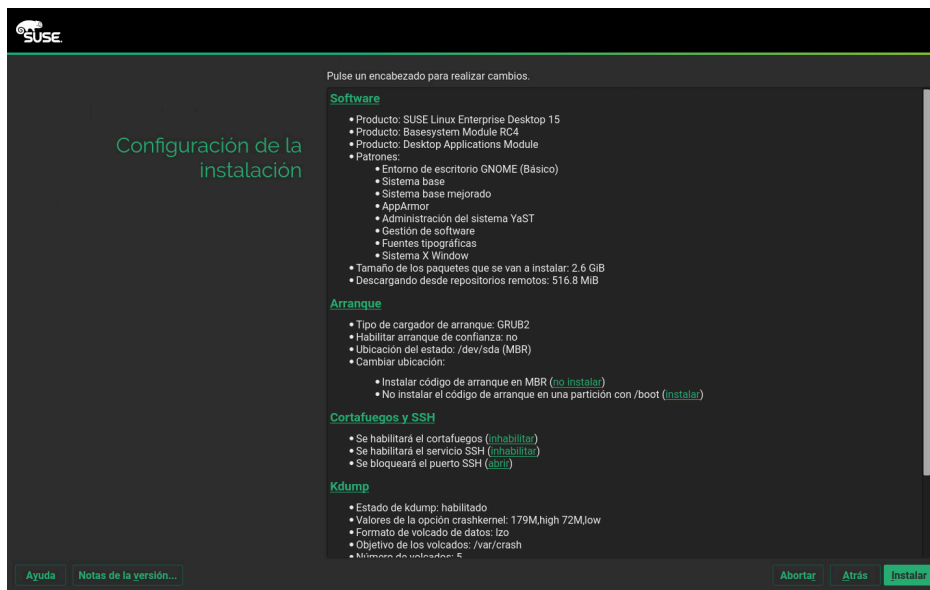 SUSE.
Pulse un encabezado para realizar cambios.
Configuración de la
instalación
Software
Producto: SUSE Linux Enterprise Desktop 15
Producto: Basesystem Module RC4
Producto: Desktop Applications Module
Patrones:
Entorno de escritorio GNOME (Básico)
Sistema base
Sistema base mejorado
AppArmor
Administración del sistema YaST
Gestión de software
Fuentes tipográficas
Sistema X Window
Tamaño de los paquetes que se van a instalar: 2.6 GiB
Descargando desde repositorios remotos: 516.8 MiB
Arranque
Tipo de cargador de arranque: GRUB2
Habilitar arranque de confianza: no
Ubicación del estado: /dev/sda (MBR)
Cambiar ubicación:
Instalar código de arranque en MBR (no instalar)
No instalar el código de arranque en una partición con /boot (instalar)
Cortafuegos y SSH
Se habilitará el cortafuegos (inhabilitar)
Se habilitará el servicio SSH (inhabilitar)
Se bloqueará el puerto SSH (abrir)
Kdump
Estado de kdump: habilitado
Valores de la opción crashkernel: 179M,high 72M,low
Formato de volcado de datos: lzo
Objetivo de los volcados: /var/crash
Número de volcados: 5
Ayuda Notas de la versión... Abortar Atrás Instalar